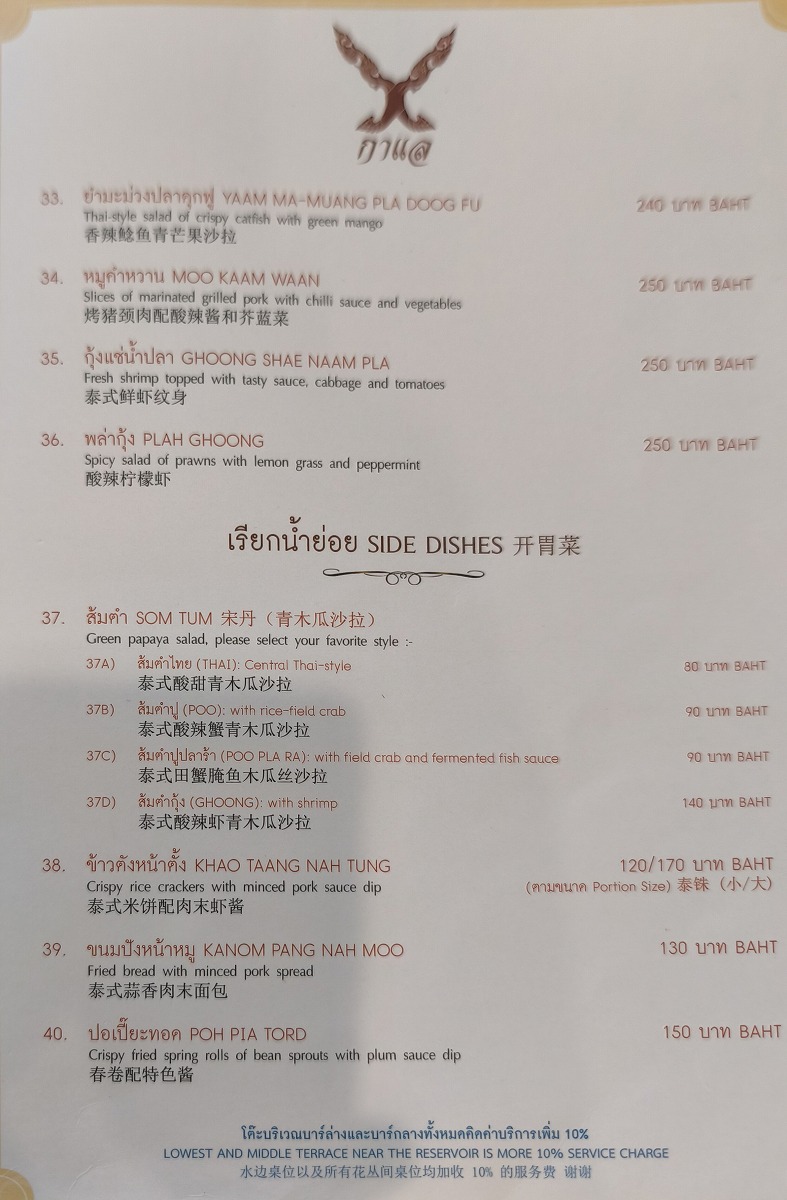 กาแล
33. ยำมะม่วงปลาดุกฟู YAAM MA-MUANG PLA DOOG FU 240 บาท BAHT
Thai-style salad of crispy catfish with green mango
香辣鲶鱼青芒果沙拉
34. หมูคำหวาน MOO KAAM WAAN 250 บาท BAHT
Slices of marinated grilled pork with chilli sauce and vegetables
烤猪颈肉配酸辣酱和芥蓝菜
35. กุ้งแช่น้ำปลา GHOONG SHAE NAAM PLA 250 บาท BAHT
Fresh shrimp topped with tasty sauce, cabbage and tomatoes
泰式鲜虾纹身
36. พล่ากุ้ง PLAH GHOONG 250 บาท BAHT
Spicy salad of prawns with lemon grass and peppermint
酸辣柠檬虾
เรียกน้ำย่อย SIDE DISHES 开胃菜
37. ส้มตำ SOM TUM 宋丹（青木瓜沙拉）
Green papaya salad, please select your favorite style :-
37A) ส้มตำไทย (THAI): Central Thai-style 80 บาท BAHT
泰式酸甜青木瓜沙拉
37B) ส้มตำปู (POO): with rice-field crab 90 บาท BAHT
泰式酸辣蟹青木瓜沙拉
37C) ส้มตำปูปลาร้า (POO PLA RA): with field crab and fermented fish sauce 90 บาท BAHT
泰式田蟹腌鱼木瓜丝沙拉
37D) ส้มตำกุ้ง (GHOONG): with shrimp 140 บาท BAHT
泰式酸辣虾青木瓜沙拉
38. ข้าวตังหน้าตั้ง KHAO TAANG NAH TUNG 120/170 บาท BAHT
Crispy rice crackers with minced pork sauce dip (ตามขนาด Portion Size) 泰铢（小/大）
泰式米饼配肉末虾酱
39. ขนมปังหน้าหมู KANOM PANG NAH MOO 130 บาท BAHT
Fried bread with minced pork spread
泰式蒜香肉末面包
40. ปอเปี๊ยะทอด POH PIA TORD 150 บาท BAHT
Crispy fried spring rolls of bean sprouts with plum sauce dip
春卷配特色酱
โต๊ะบริเวณบาร์ล่างและบาร์กลางทั้งหมดคิดค่าบริการเพิ่ม 10%
LOWEST AND MIDDLE TERRACE NEAR THE RESERVOIR IS MORE 10% SERVICE CHARGE
水边桌位以及所有花丛间桌位均加收 10% 的服务费 谢谢